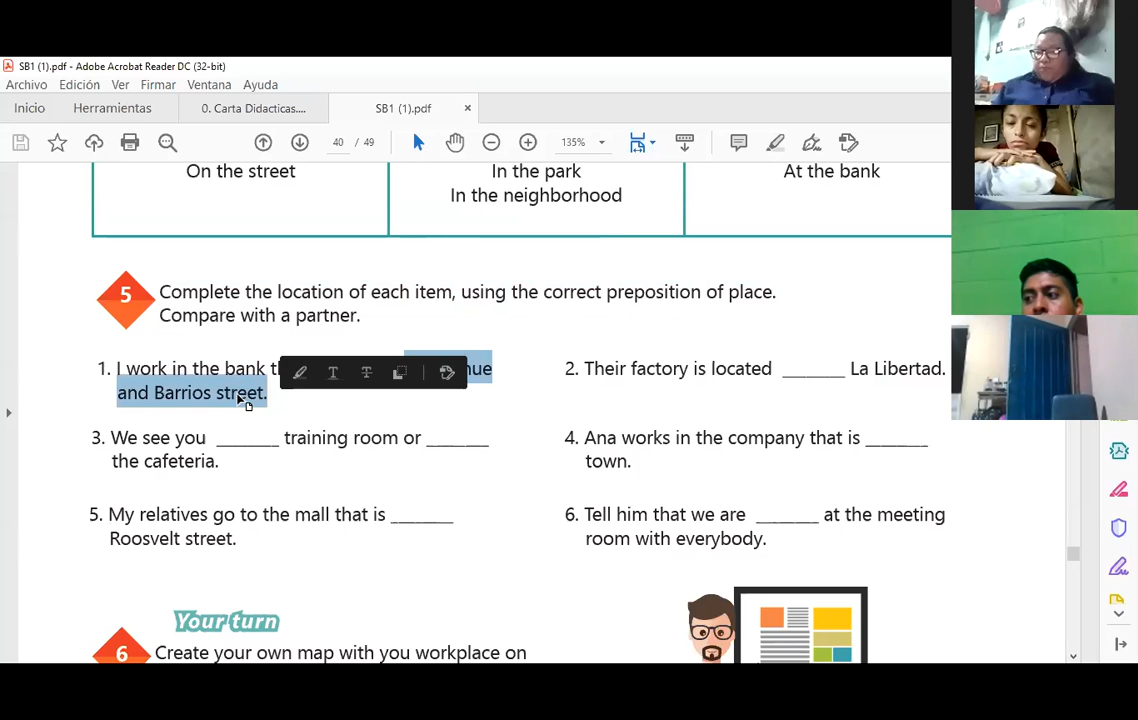 SB1 (1).pdf - Adobe Acrobat Reader DC (32-bit)
Archivo Edición Ver Firmar Ventana Ayuda
Inicio Herramientas 0. Carta Didacticas.... SB1 (1).pdf ×
40 / 49 135%
On the street
In the park
In the neighborhood
At the bank
5 Complete the location of each item, using the correct preposition of place.
Compare with a partner.
1. I work in the bank
and Barrios street.
2. Their factory is located ______ La Libertad.
3. We see you ______ training room or ______
the cafeteria.
4. Ana works in the company that is ______
town.
5. My relatives go to the mall that is ______
Roosvelt street.
6. Tell him that we are ______ at the meeting
room with everybody.
Your turn
6 Create your own map with you workplace on